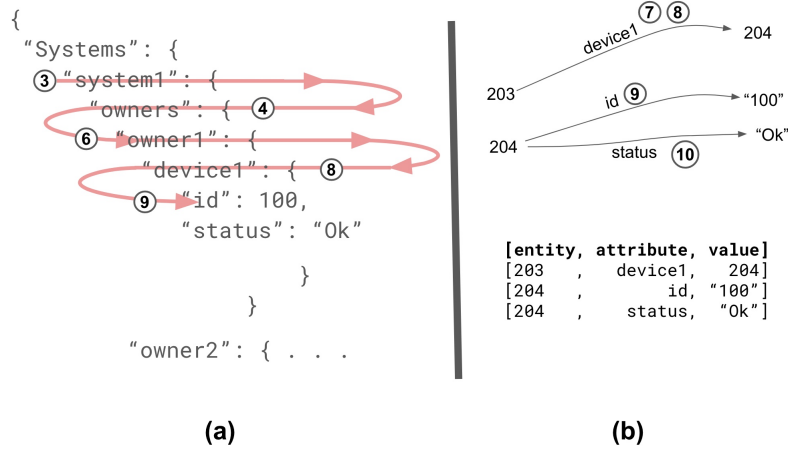 {
“Systems”: {
③ “system1”: {
“owners”: { ④
⑥ “owner1”: {
“device1”: { ⑧
⑨ “id”: 100,
“status”: “Ok”
}
}
“owner2”: { . . .
(a)
⑦ ⑧
device1
204
203
id ⑨
“100”
204
“Ok”
status ⑩
[entity, attribute, value]
[203 , device1, 204]
[204 , id, “100”]
[204 , status, “Ok”]
(b)